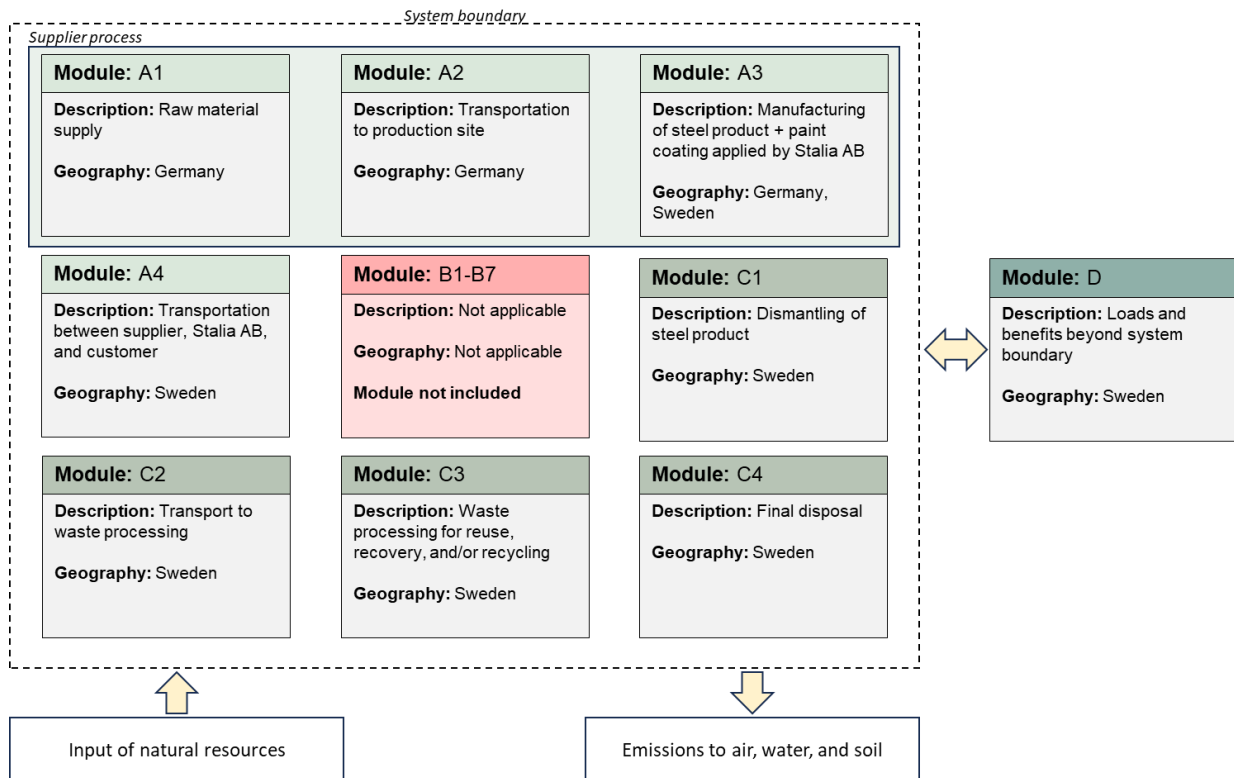 System boundary
Supplier process
Module: A1
Description: Raw material
supply
Geography: Germany
Module: A2
Description: Transportation
to production site
Geography: Germany
Module: A3
Description: Manufacturing
of steel product + paint
coating applied by Stalia AB
Geography: Germany,
Sweden
Module: A4
Description: Transportation
between supplier, Stalia AB,
and customer
Geography: Sweden
Module: B1-B7
Description: Not applicable
Geography: Not applicable
Module not included
Module: C1
Description: Dismantling of
steel product
Geography: Sweden
Module: D
Description: Loads and
benefits beyond system
boundary
Geography: Sweden
Module: C2
Description: Transport to
waste processing
Geography: Sweden
Module: C3
Description: Waste
processing for reuse,
recovery, and/or recycling
Geography: Sweden
Module: C4
Description: Final disposal
Geography: Sweden
Input of natural resources
Emissions to air, water, and soil